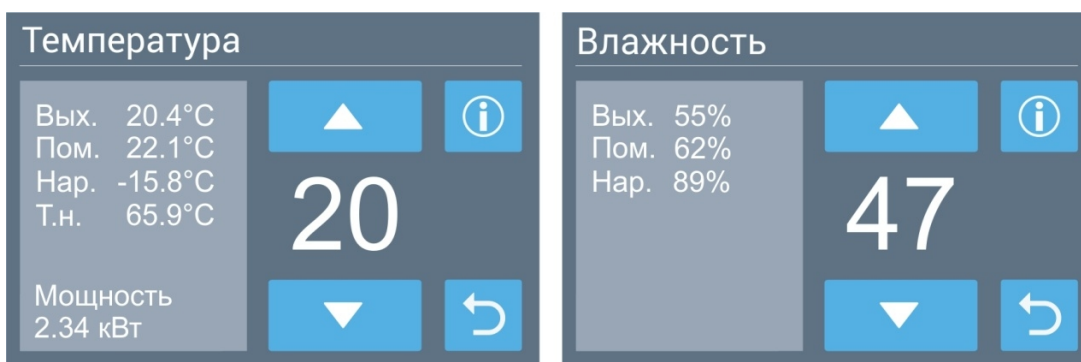 Температура
Вых. 20.4°C
Пом. 22.1°C
Нар. -15.8°C
Т.н. 65.9°C
Мощность
2.34 кВт
20
Влажность
Вых. 55%
Пом. 62%
Нар. 89%
47